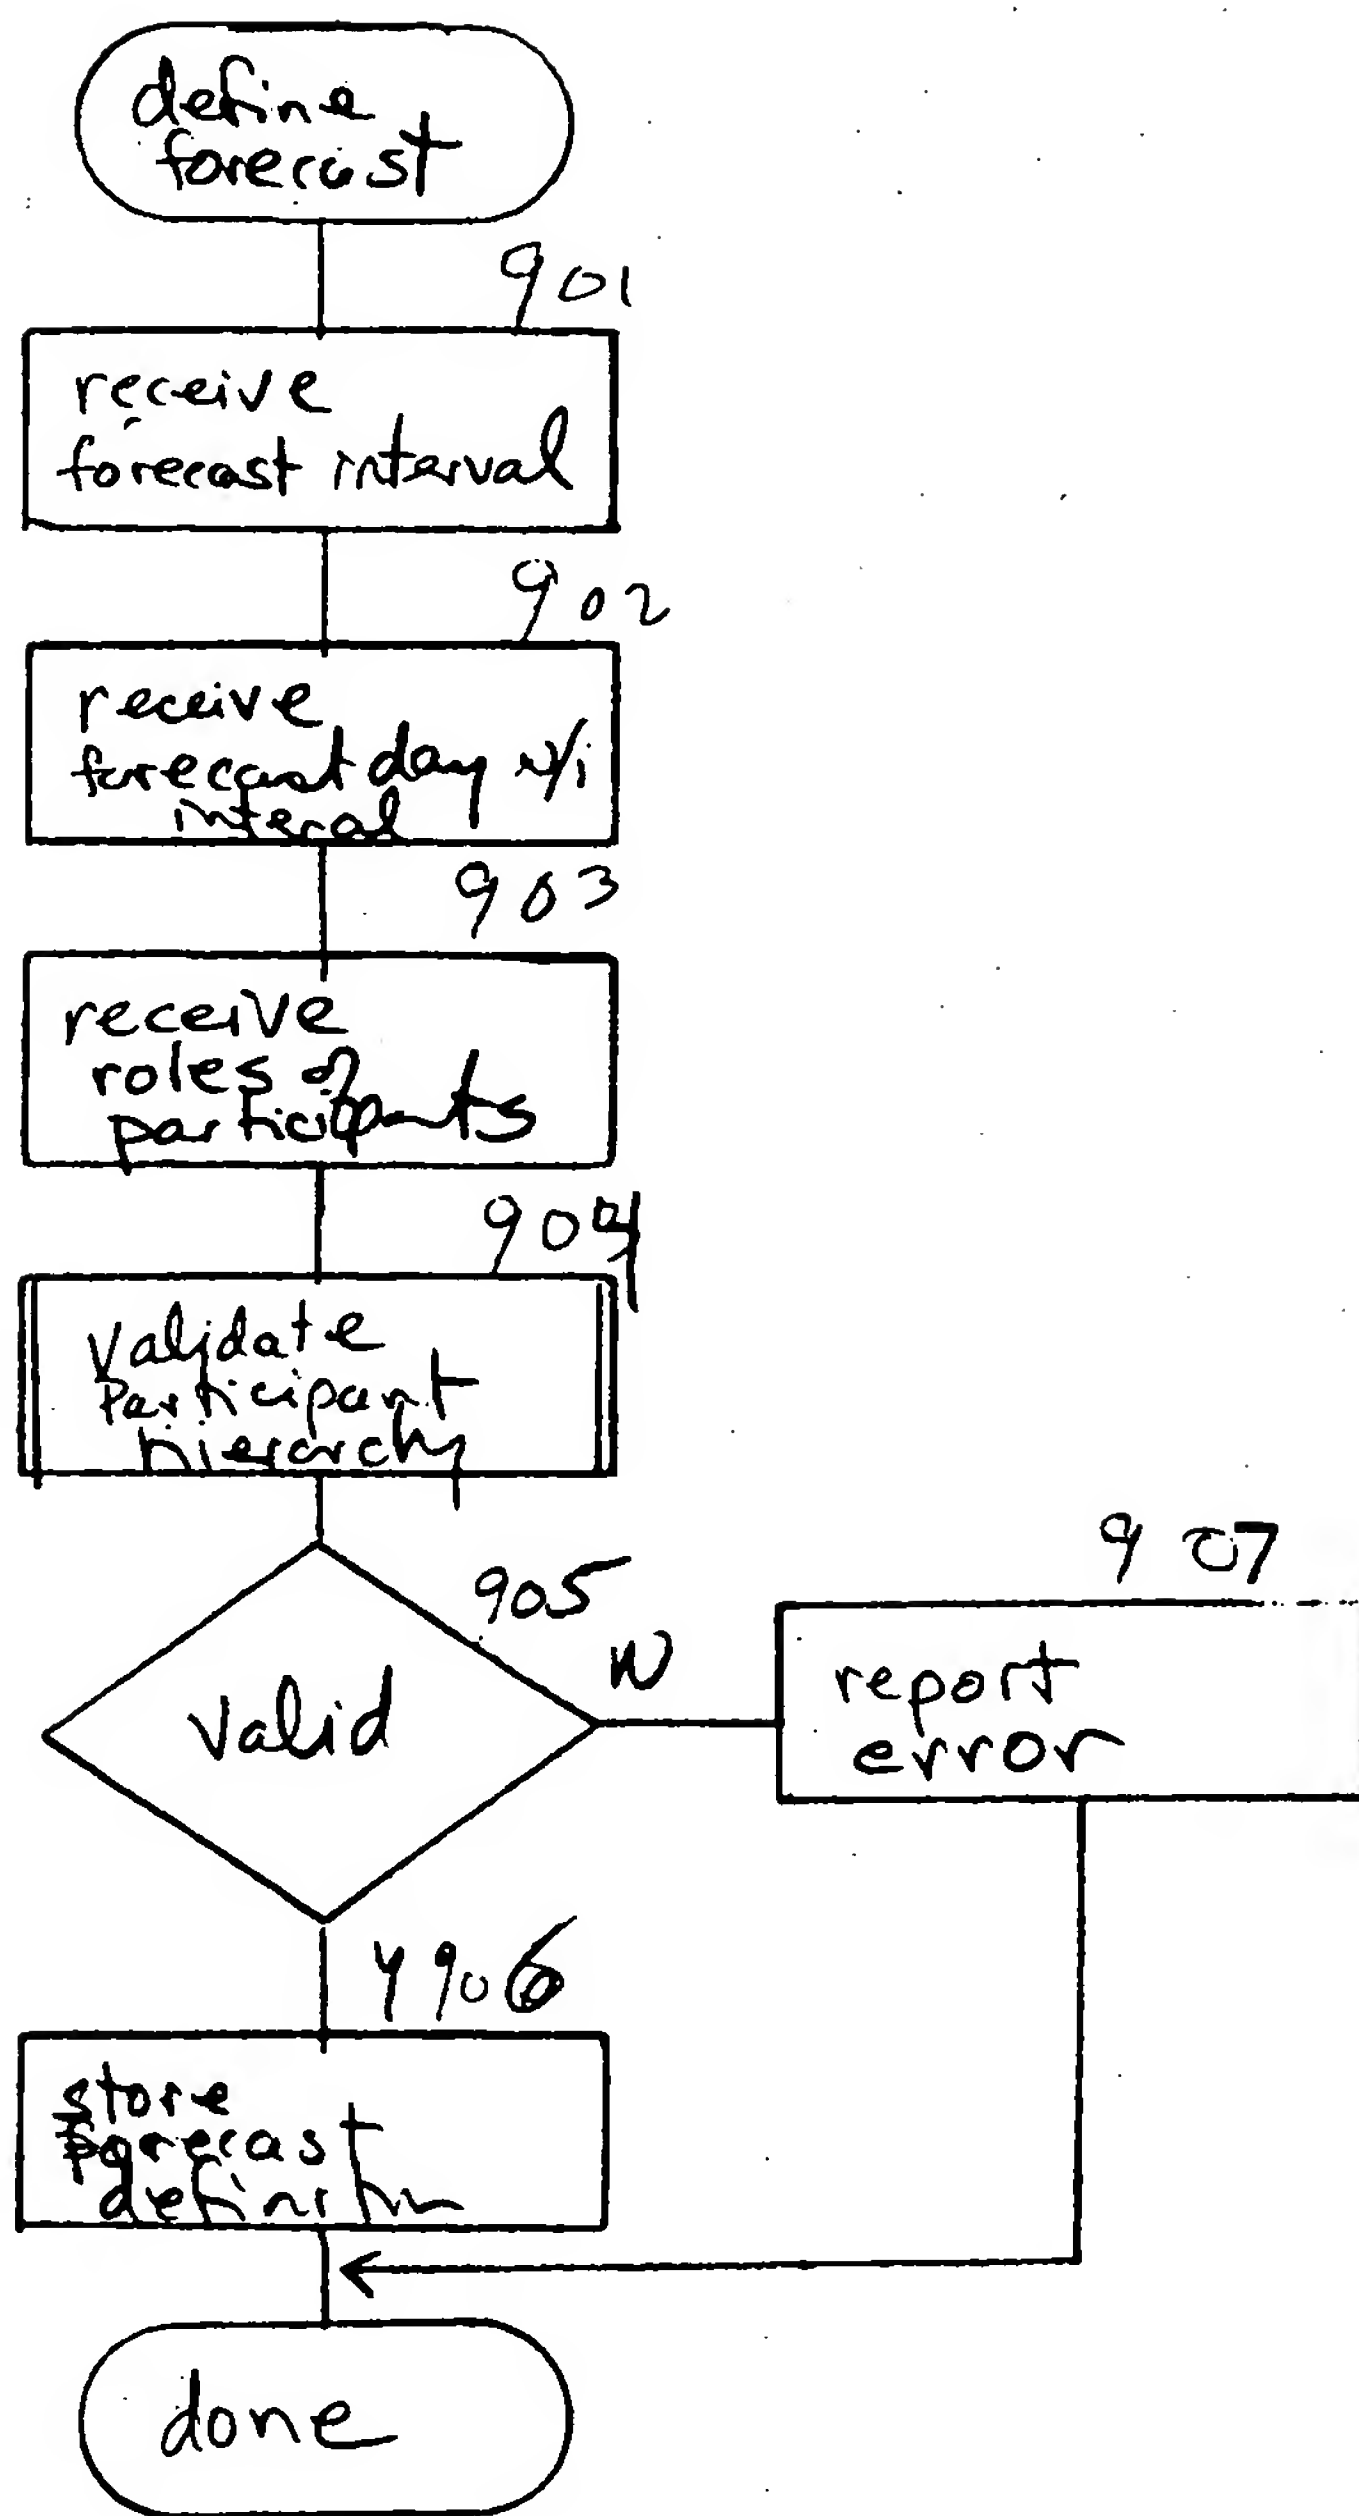 define
forecast
901
receive
forecast interval
902
receive
forecast day w/i
interal
903
receive
roles of
participants
904
Validate
Participant
hierarchy
905
N
Valid
907
report
error
Y 906
store
forecast
definition
done